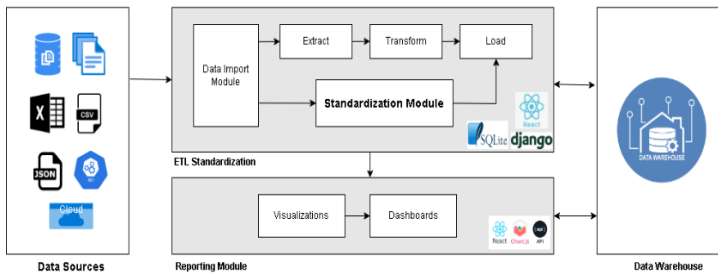 Extract
Transform
Load
Data Import
Module
Standardization Module
X
CSV
JSON
Cloud
React
SQLite
django
ETL Standardization
Visualizations
Dashboards
React
Chart.js
API
DATA WAREHOUSE
Data Sources
Reporting Module
Data Warehouse